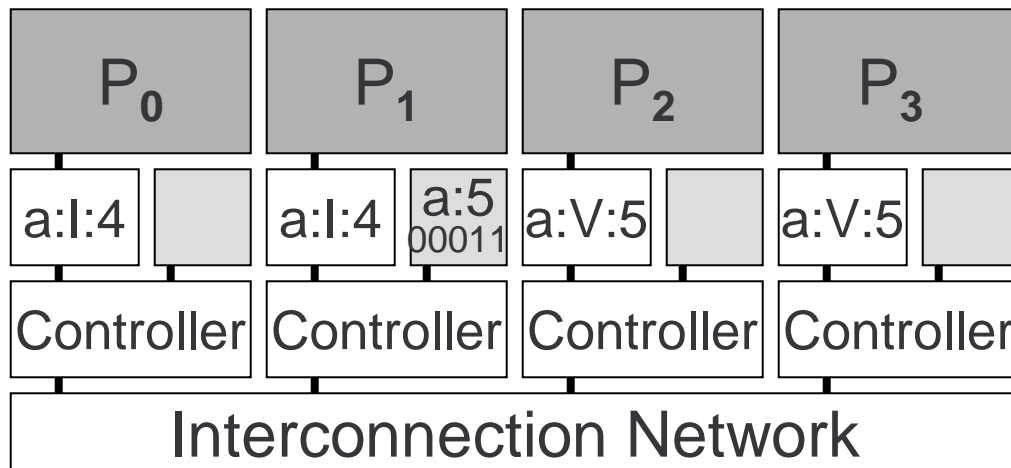 P₀ P₁ P₂ P₃
a:I:4 a:I:4 a:5 a:V:5 a:V:5
00011
Controller Controller Controller Controller
Interconnection Network